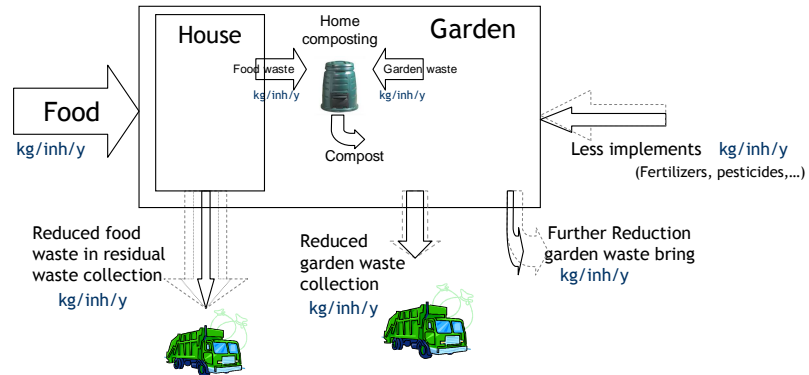 House
Home
composting
Garden
Food waste
Garden waste
kg/inh/y
kg/inh/y
Food
kg/inh/y
Compost
Less implements kg/inh/y
(Fertilizers, pesticides,...)
Reduced food
waste in residual
waste collection
kg/inh/y
Reduced
garden waste
collection
kg/inh/y
Further Reduction
garden waste bring
kg/inh/y